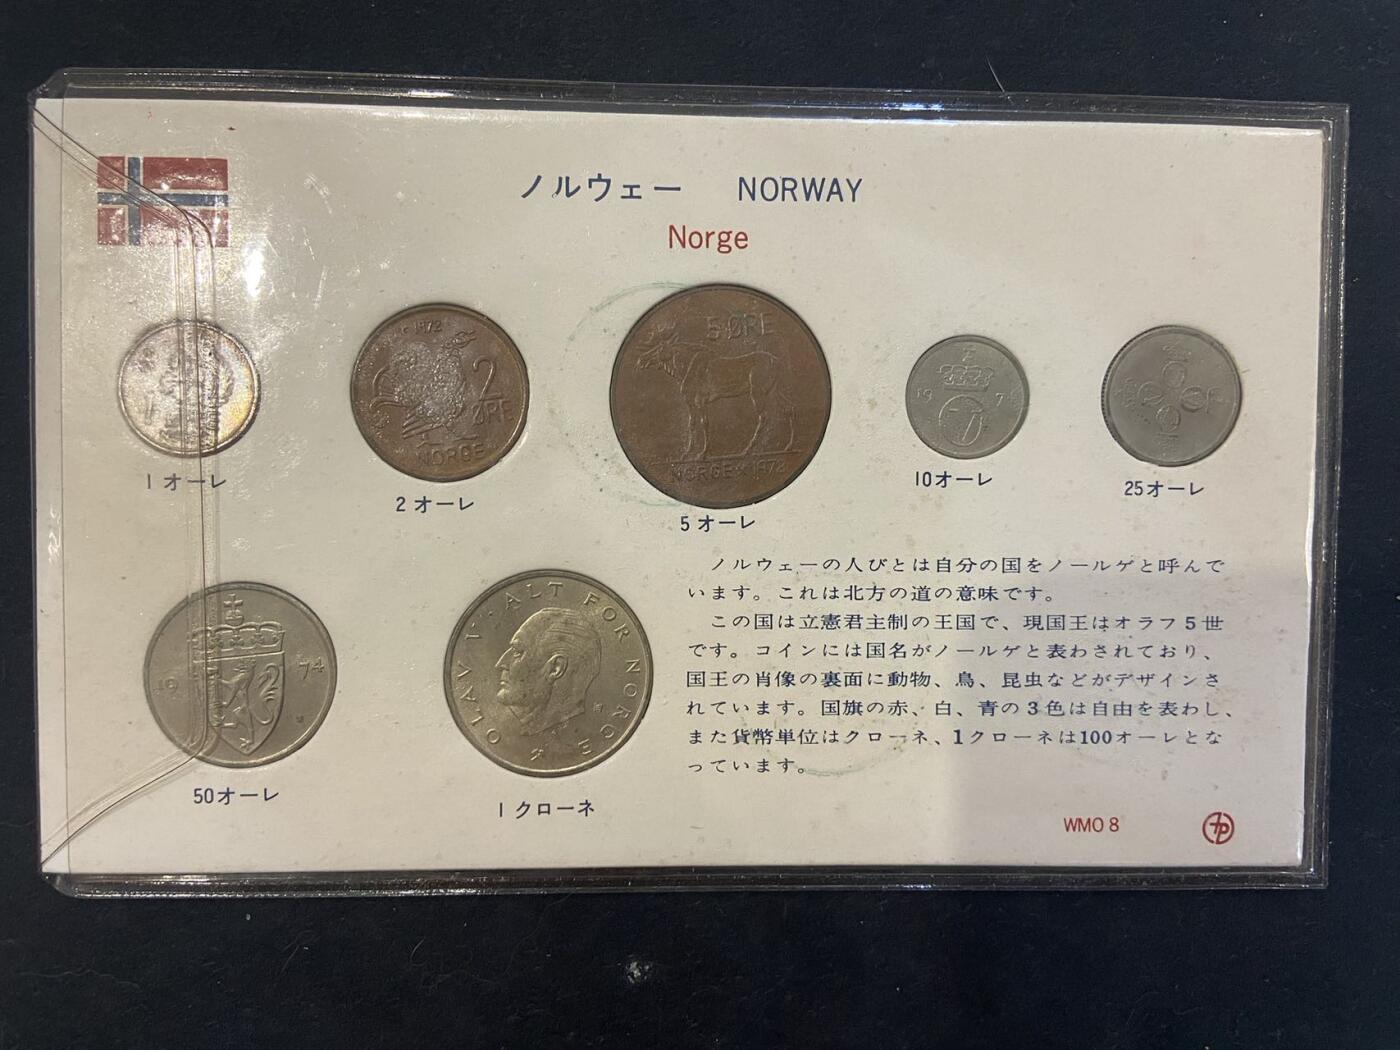 ノルウェー NORWAY
Norge
1972
2
ØRE
NORGE
5 ØRE
NORGE 1973
19 7
1オーレ
2オーレ
5オーレ
10オーレ
25オーレ
19 74
OLAV V ALT FOR NORGE
50オーレ
1クローネ
ノルウェーの人びとは自分の国をノールゲと呼んで
います。これは北方の道の意味です。
この国は立憲君主制の王国で、現国王はオラフ5世
です。コインには国名がノールゲと表わされており、
国王の肖像の裏面に動物、鳥、昆虫などがデザインさ
れています。国旗の赤、白、青の3色は自由を表わし、
また貨幣単位はクローネ、1クローネは100オーレとな
っています。
WMO 8